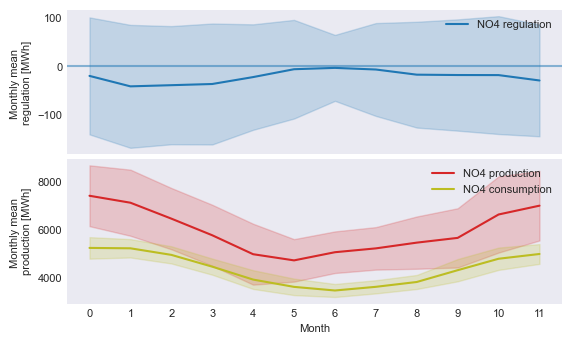 Monthly mean
regulation [MWh]
100
0
−100
NO4 regulation
Monthly mean
production [MWh]
8000
6000
4000
NO4 production
NO4 consumption
0 1 2 3 4 5 6 7 8 9 10 11
Month